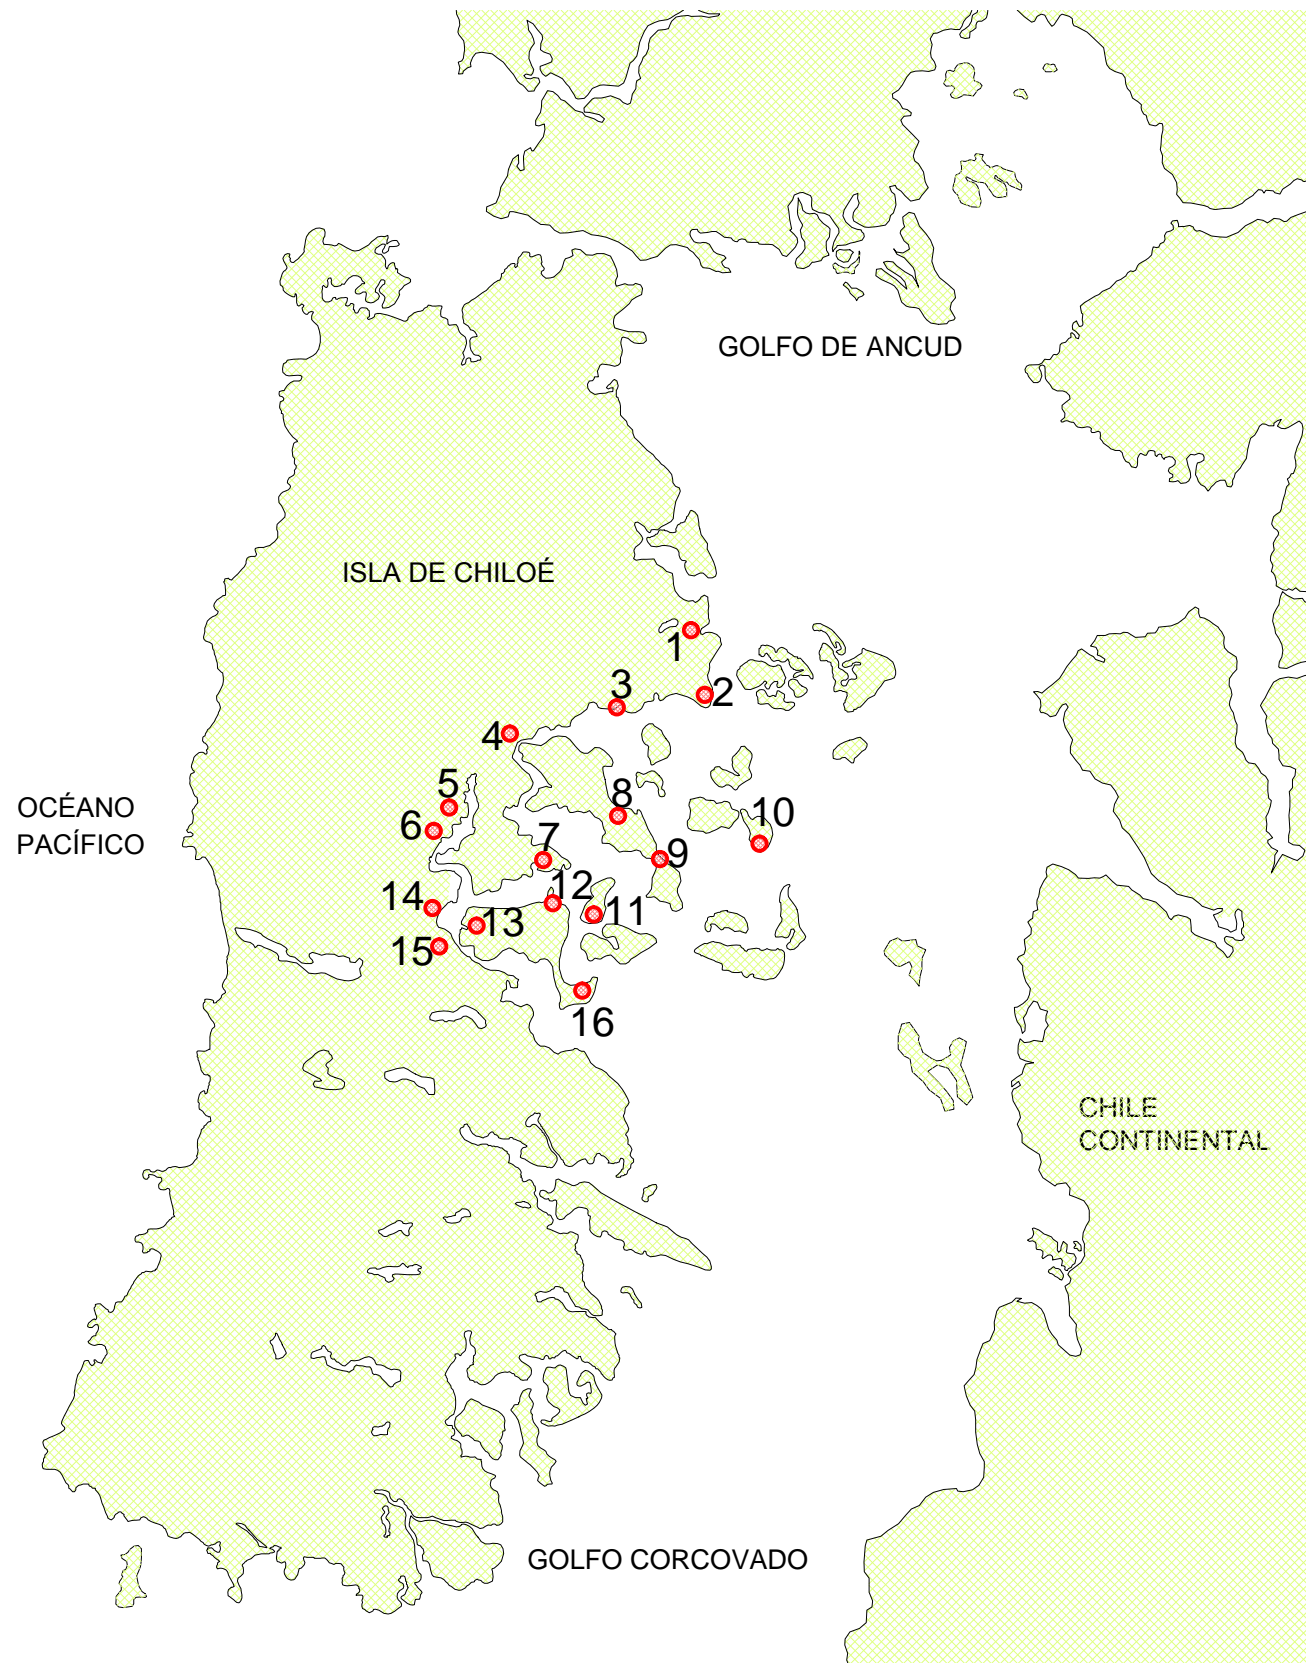 GOLFO DE ANCUD
ISLA DE CHILOÉ
1
2
3
4
5
OCÉANO
PACÍFICO
6
8
10
7
9
12
14
11
13
15
16
CHILE
CONTINENTAL
GOLFO CORCOVADO